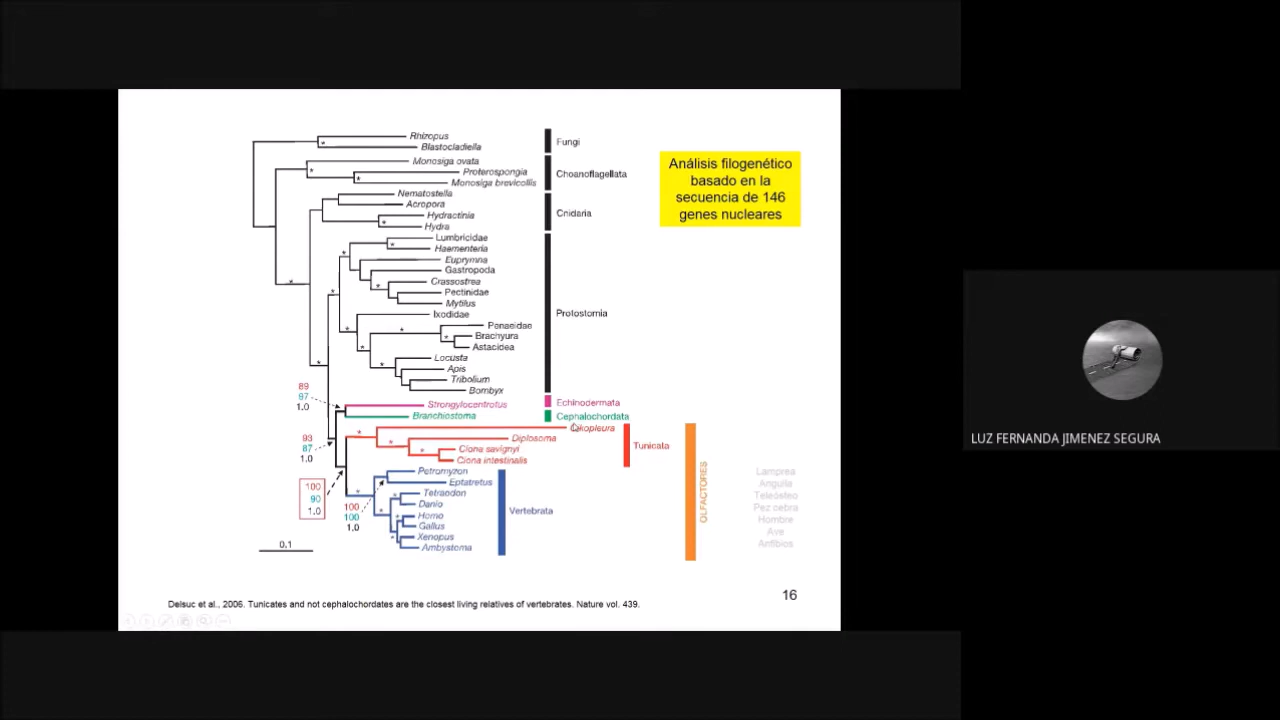 Rhizopus
Blastocladiella
Fungi
Monosiga ovata
Proterospongia
Monosiga brevicollis
Choanoflagellata
Análisis filogenético
basado en la
secuencia de 146
genes nucleares
Nematostella
Acropora
Hydractinia
Hydra
Cnidaria
Lumbricidae
Haementeria
Euprymna
Gastropoda
Crassostrea
Pectinidae
Mytilus
Ixodidae
Penaeidae
Brachyura
Astacidea
Locusta
Apis
Tribolium
Bombyx
Protostomia
89
97
1,0
Strongylocentrotus
Echinodermata
Branchiostoma
Cephalochordata
93
87
1,0
Oikopleura
Diplosoma
Ciona savignyi
Ciona intestinalis
Tunicata
100
90
1.0
100
100
1,0
Petromyzon
Eptatretus
Tetraodon
Danio
Homo
Gallus
Xenopus
Ambystoma
Vertebrata
OLFACTORES
Lamprea
Anguila
Teleósteo
Pez cebra
Hombre
Ave
Anfibios
0.1
16
Delsuc et al., 2006. Tunicates and not cephalochordates are the closest living relatives of vertebrates. Nature vol. 439.
LUZ FERNANDA JIMENEZ SEGURA